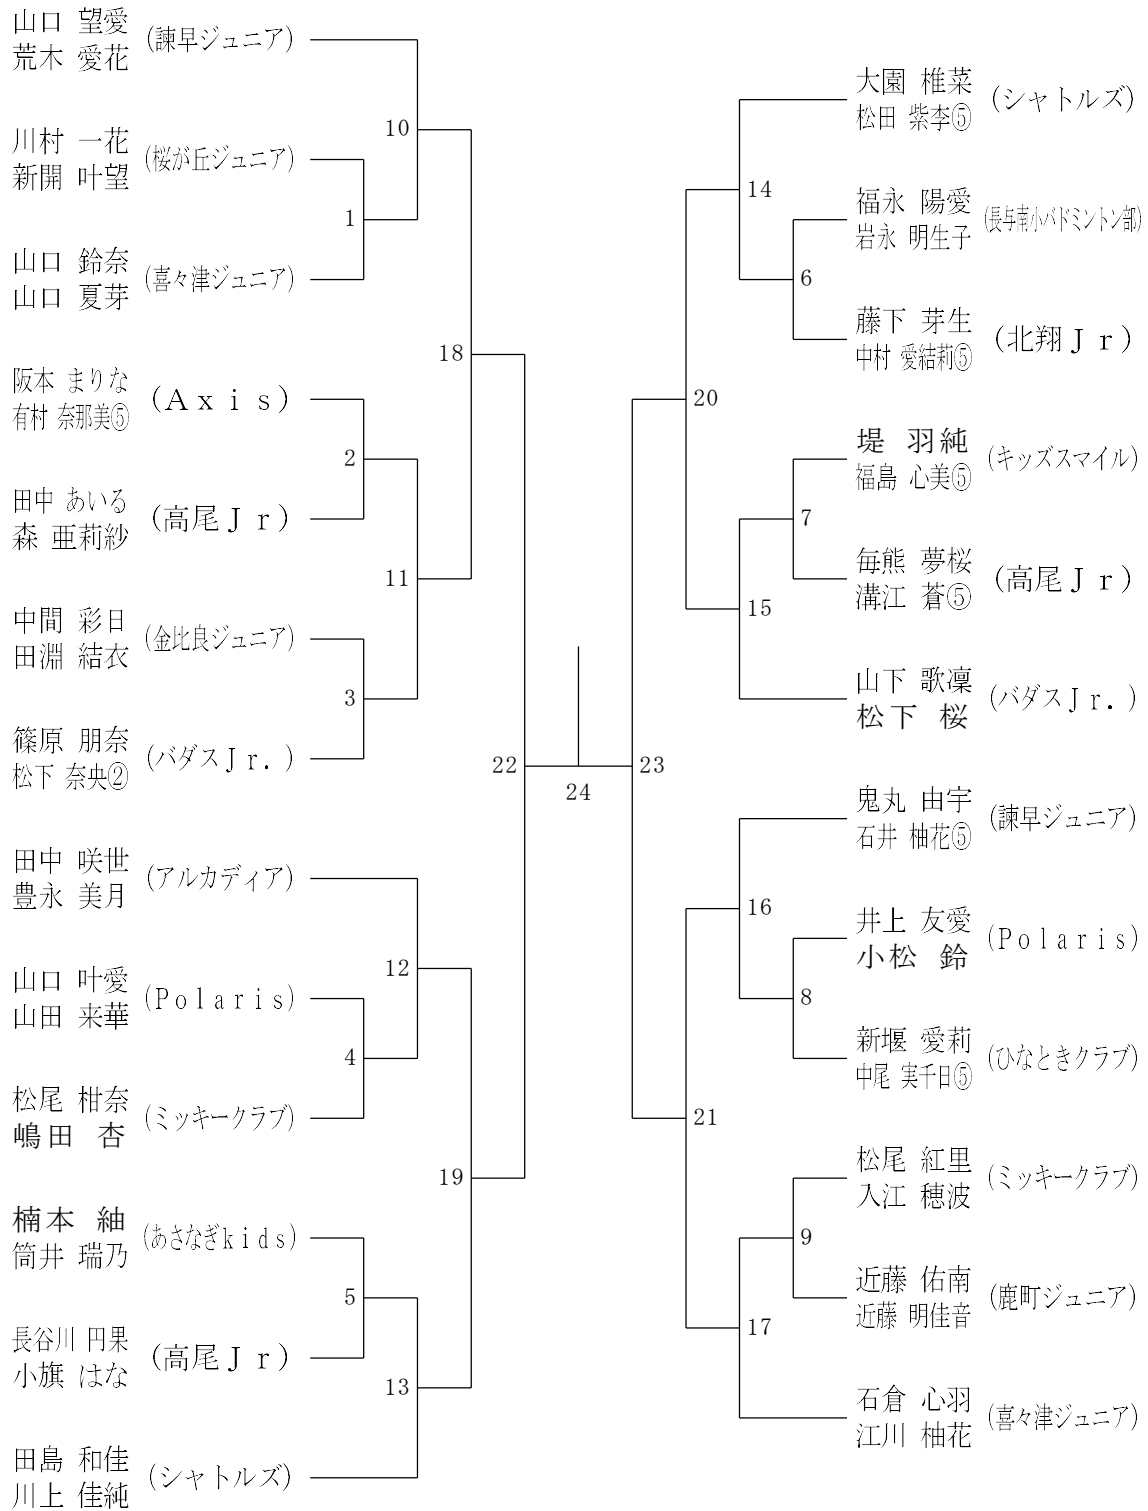 山口 望愛
荒木 愛花
(諫早ジュニア)
川村 一花
新開 叶望
(桜が丘ジュニア)
山口 鈴奈
山口 夏芽
(喜々津ジュニア)
阪本 まりな
有村 奈那美⑤
(Axis)
田中 あいる
森 亜莉紗
(高尾Jr)
中間 彩日
田淵 結衣
(金比良ジュニア)
篠原 朋奈
松下 奈央②
(バダスJr.)
田中 咲世
豊永 美月
(アルカディア)
山口 叶愛
山田 来華
(Polaris)
松尾 柑奈
嶋田 杏
(ミッキークラブ)
楠本 紬
筒井 瑞乃
(あさなぎkids)
長谷川 円果
小旗 はな
(高尾Jr)
田島 和佳
川上 佳純
(シャトルズ)
1
2
3
4
5
10
11
12
13
18
19
22
24
23
20
21
14
15
16
17
6
7
8
9
大園 椎菜
松田 紫李⑤
(シャトルズ)
福永 陽愛
岩永 明生子
(長与南小バドミントン部)
藤下 芽生
中村 愛結莉⑤
(北翔Jr)
堤 羽純
福島 心美⑤
(キッズスマイル)
毎熊 夢桜
溝江 蒼⑤
(高尾Jr)
山下 歌凜
松下 桜
(バダスJr.)
鬼丸 由宇
石井 柚花⑤
(諫早ジュニア)
井上 友愛
小松 鈴
(Polaris)
新堰 愛莉
中尾 実千日⑤
(ひなときクラブ)
松尾 紅里
入江 穂波
(ミッキークラブ)
近藤 佑南
近藤 明佳音
(鹿町ジュニア)
石倉 心羽
江川 柚花
(喜々津ジュニア)